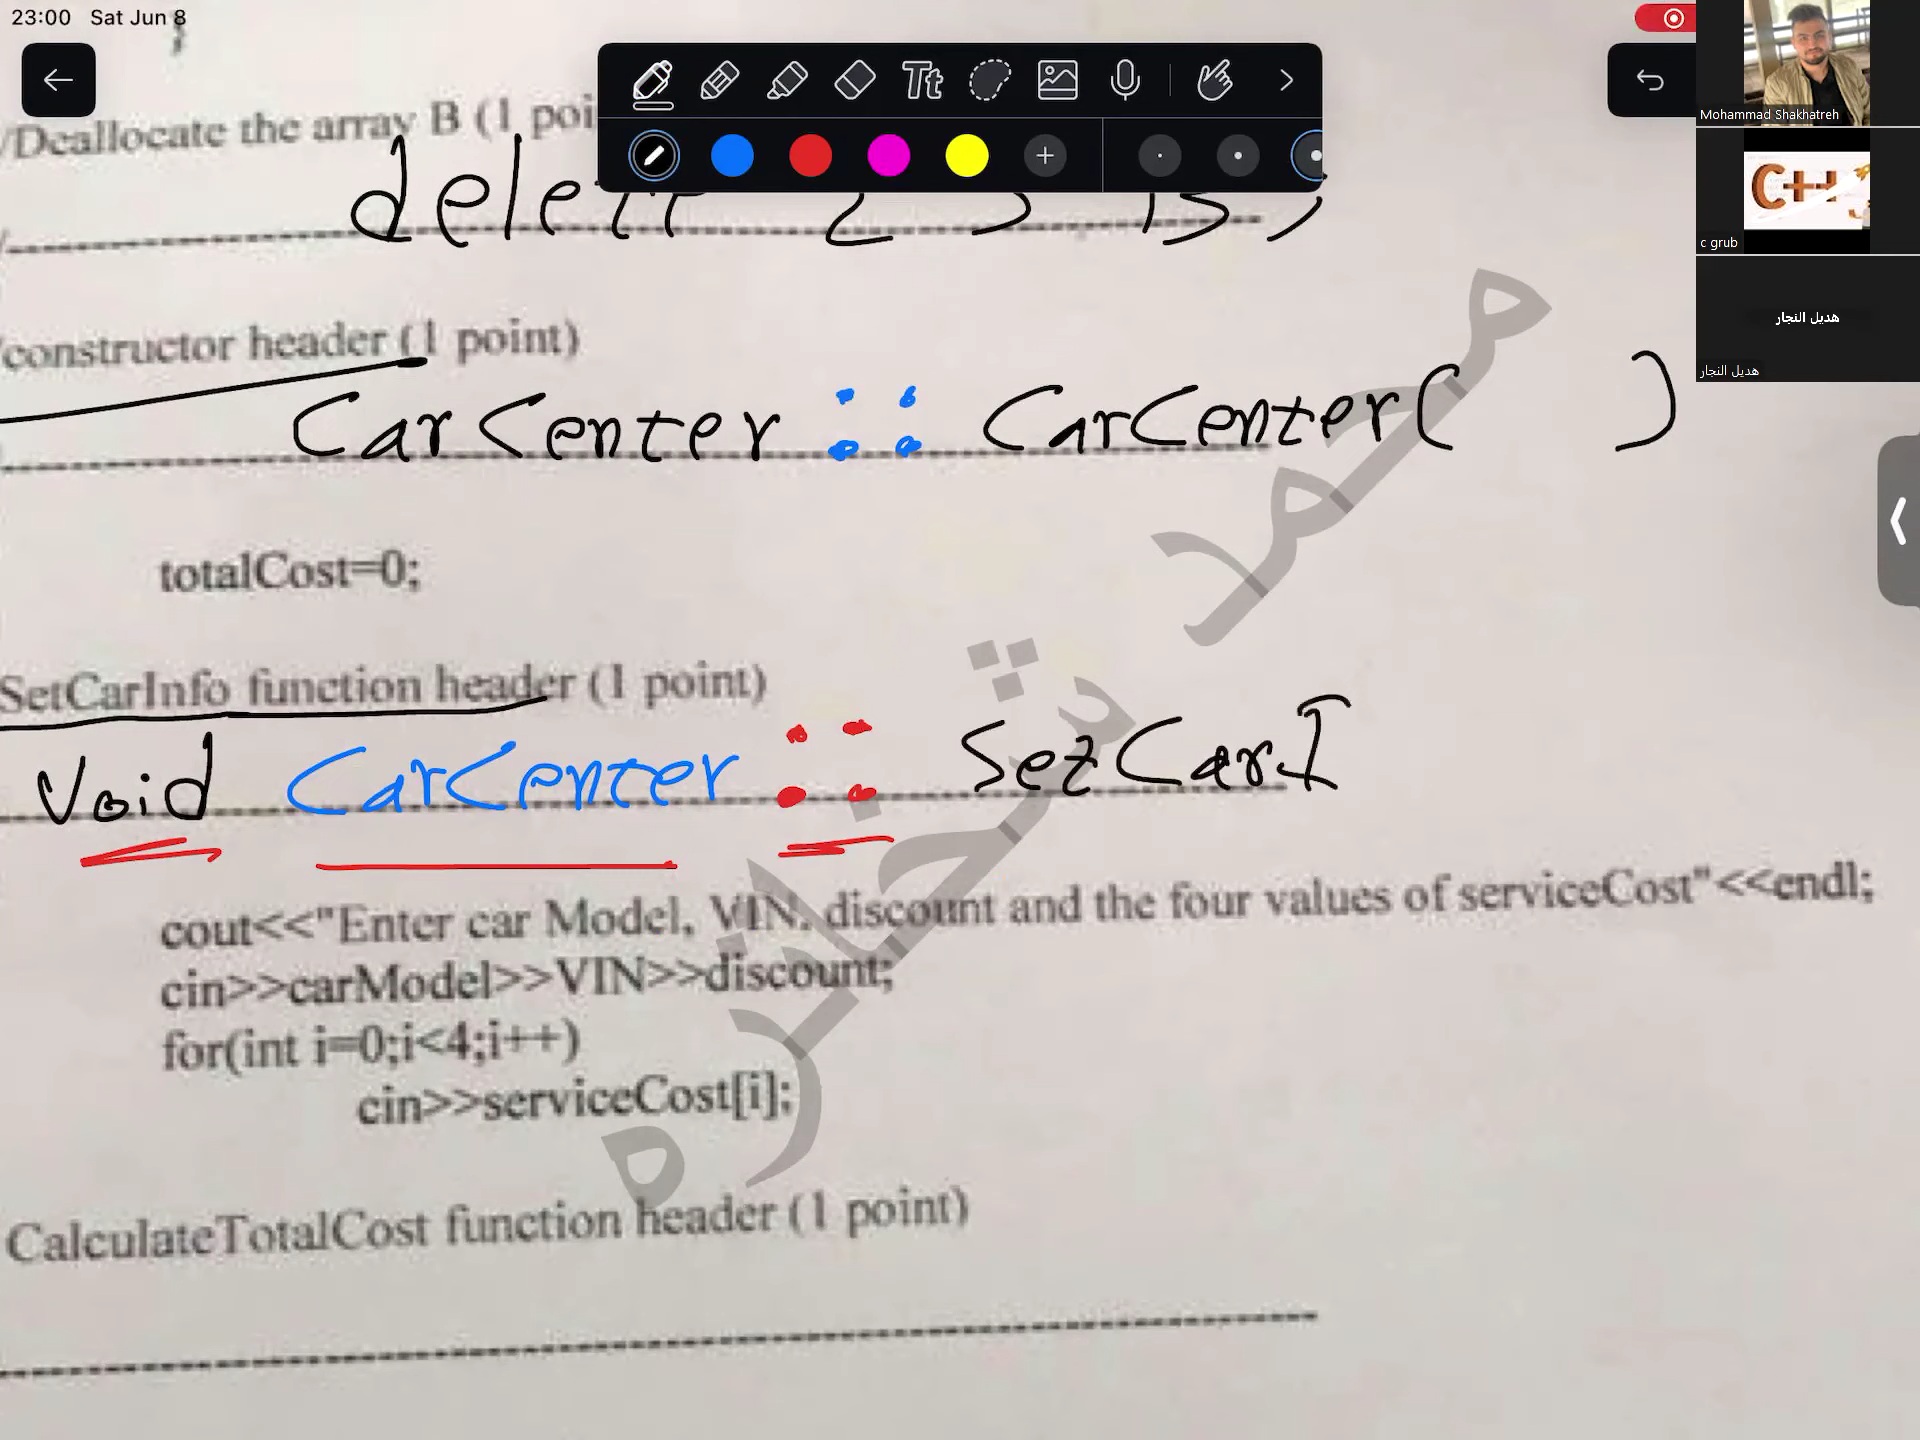 23:00 Sat Jun 8
}
/Deallocate the array B (1 poi
Tt
Mohammad Shakhatreh
C++
c grub
هديل النجار
هديل النجار
constructor header (1 point)
CarCenter :: CarCenter( )
totalCost=0;
SetCarInfo function header (1 point)
Void CarCenter :: SetCarI
cout<<"Enter car Model, VIN, discount and the four values of serviceCost"<<endl;
cin>>carModel>>VIN>>discount;
for(int i=0;i<4;i++)
cin>>serviceCost[i];
CalculateTotalCost function header (1 point)
محمد شخاتره